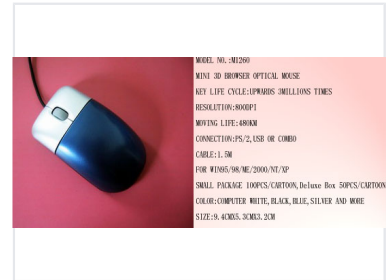 MODEL NO. :M1260
MINI 3D BROWSER OPTICAL MOUSE
KEY LIFE CYCLE:UPWARDS 3MILLIONS TIMES
RESOLUTION:800DPI
MOVING LIFE:480KM
CONNECTION:PS/2, USB OR COMBO
CABLE:1.5M
FOR WIN95/98/ME/2000/NT/XP
SMALL PACKAGE 100PCS/CARTOON, Deluxe Box 50PCS/CARTOON
COLOR:COMPUTER WHITE, BLACK, BLUE, SILVER AND MORE
SIZE:9.4CMX5.3CMX3.2CM